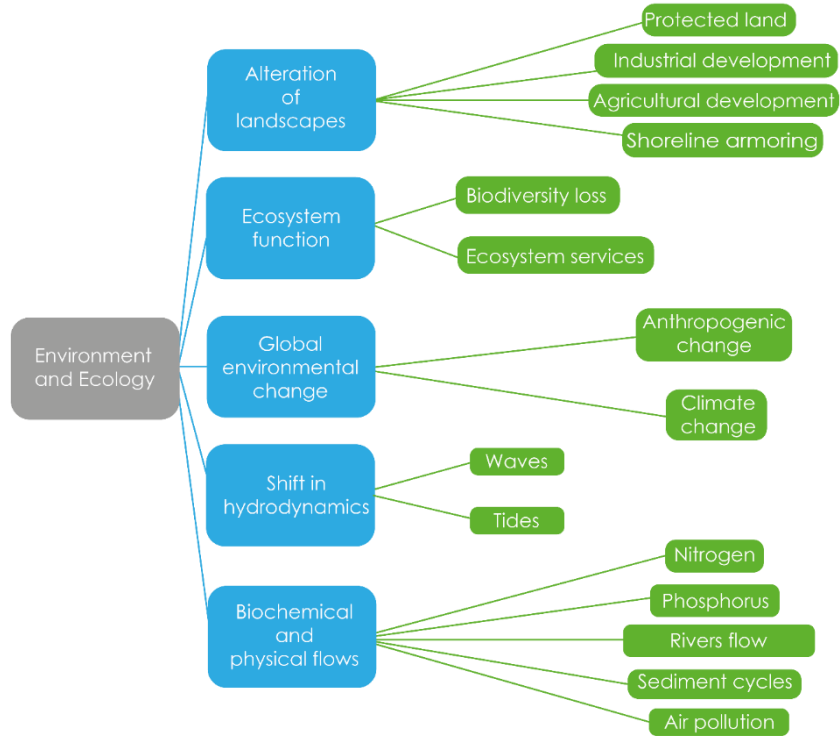 Environment
and Ecology
Alteration
of
landscapes
Protected land
Industrial development
Agricultural development
Shoreline armoring
Ecosystem
function
Biodiversity loss
Ecosystem services
Global
environmental
change
Anthropogenic
change
Climate
change
Shift in
hydrodynamics
Waves
Tides
Biochemical
and
physical flows
Nitrogen
Phosphorus
Rivers flow
Sediment cycles
Air pollution